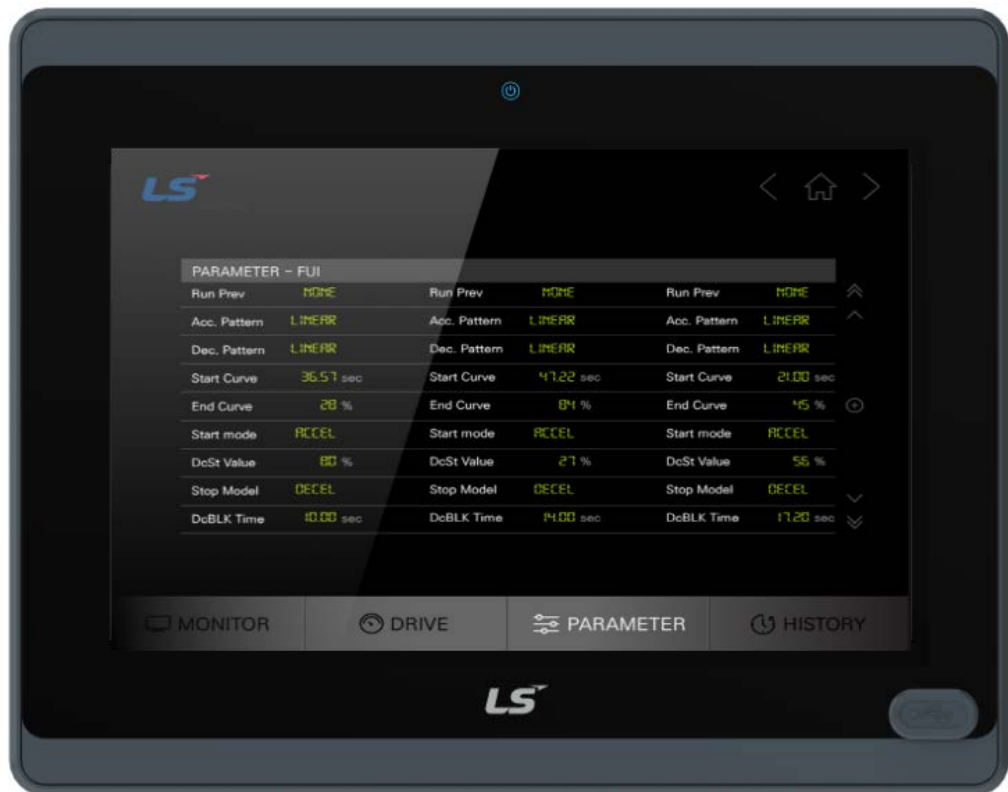 LS
PARAMETER - FUI
Run Prev NONE Run Prev NONE Run Prev NONE
Acc. Pattern LINEAR Acc. Pattern LINEAR Acc. Pattern LINEAR
Dec. Pattern LINEAR Dec. Pattern LINEAR Dec. Pattern LINEAR
Start Curve 36.57 sec Start Curve 47.22 sec Start Curve 21.00 sec
End Curve 28 % End Curve 84 % End Curve 45 %
Start mode ACCEL Start mode ACCEL Start mode ACCEL
DcSt Value 80 % DcSt Value 27 % DcSt Value 55 %
Stop Model DECEL Stop Model DECEL Stop Model DECEL
DcBLK Time 10.00 sec DcBLK Time 14.00 sec DcBLK Time 17.20 sec
MONITOR DRIVE PARAMETER HISTORY
LS